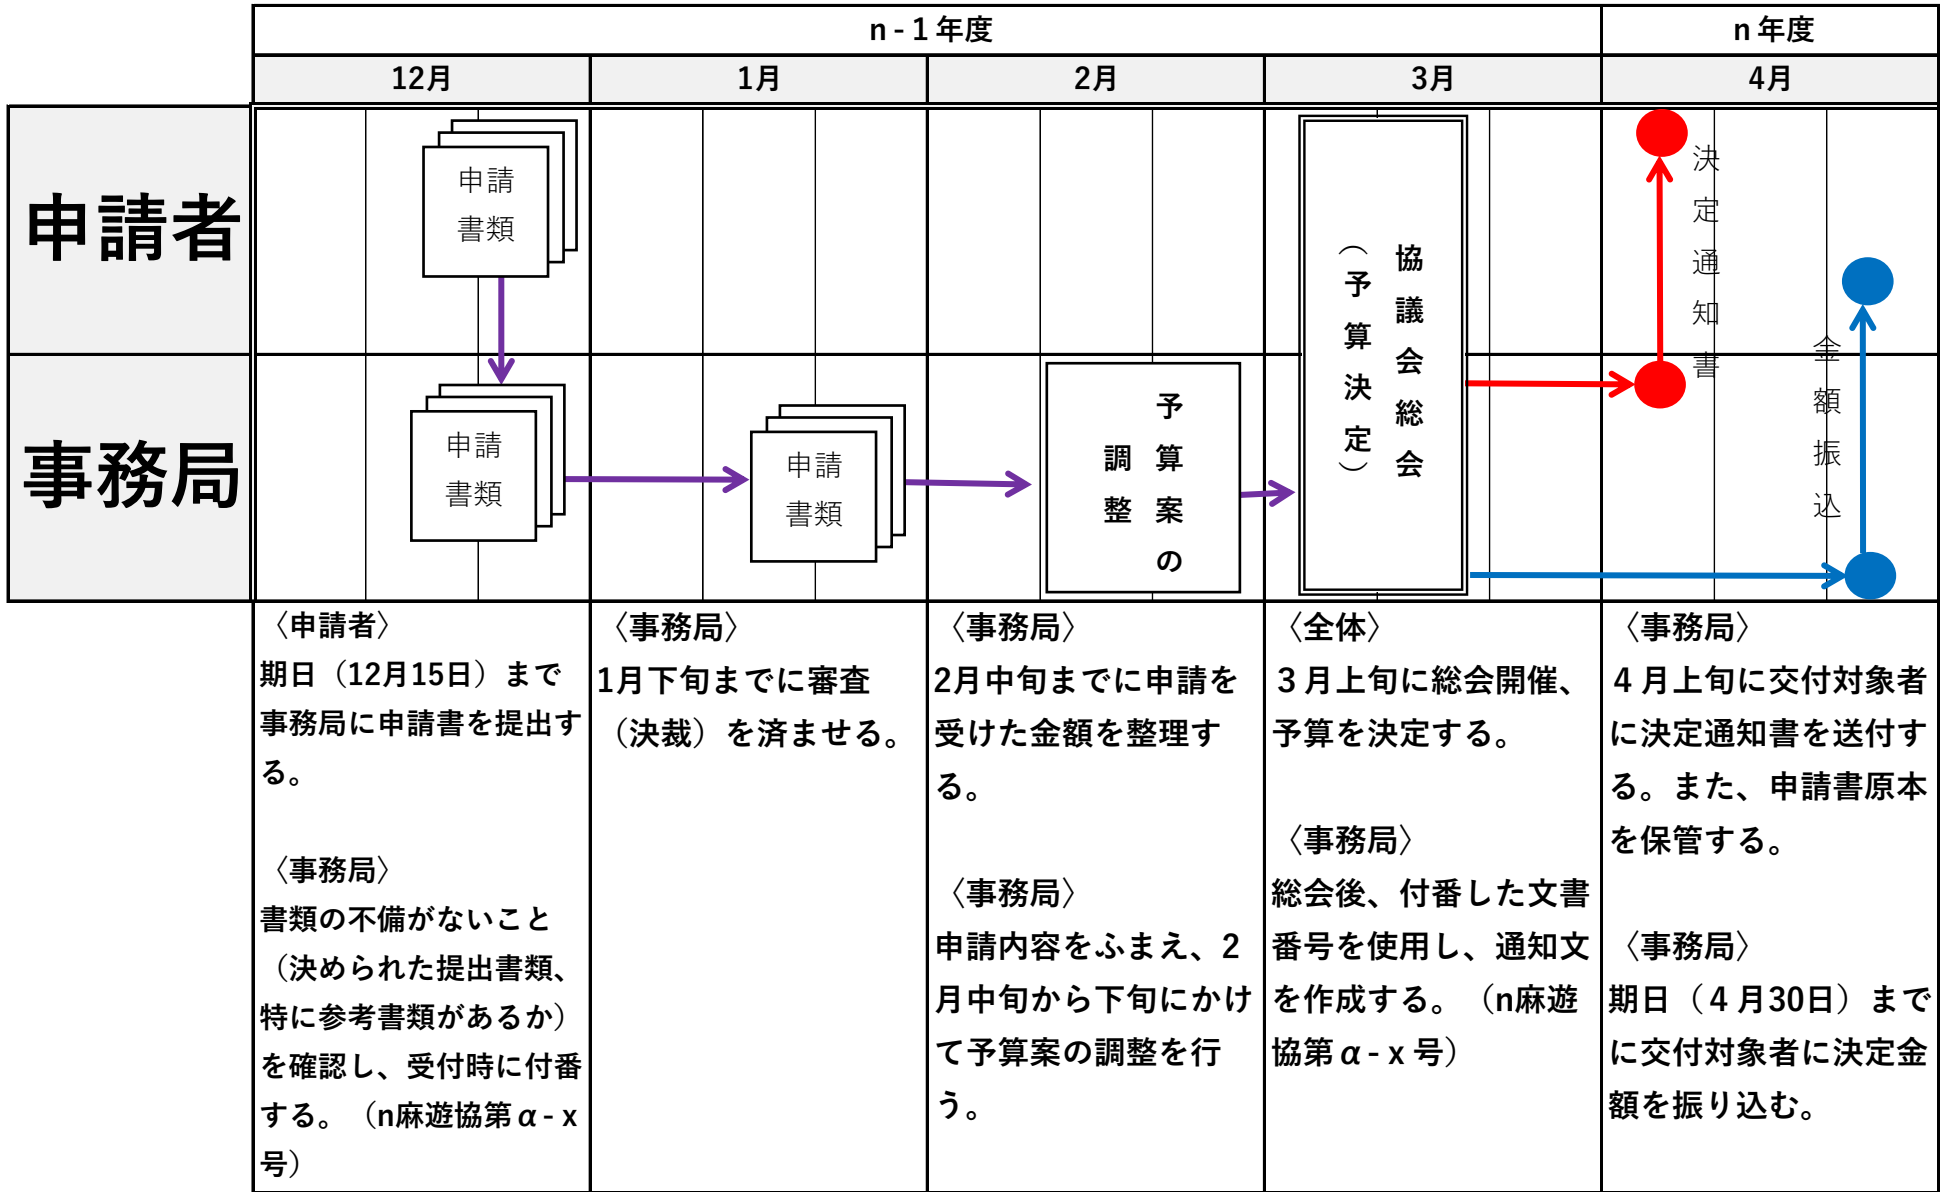 n - 1 年度
n 年度
12月
1月
2月
3月
4月
申請者
申請
書類
協議会総会
（予算決定）
決定通知書
金額振込
事務局
申請
書類
申請
書類
予算案の
調整
〈申請者〉
期日（12月15日）まで
事務局に申請書を提出す
る。
〈事務局〉
書類の不備がないこと
（決められた提出書類、
特に参考書類があるか）
を確認し、受付時に付番
する。（n麻遊協第α- x
号）
〈事務局〉
1月下旬までに審査
（決裁）を済ませる。
〈事務局〉
2月中旬までに申請を
受けた金額を整理す
る。
〈事務局〉
申請内容をふまえ、2
月中旬から下旬にかけ
て予算案の調整を行
う。
〈全体〉
３月上旬に総会開催、
予算を決定する。
〈事務局〉
総会後、付番した文書
番号を使用し、通知文
を作成する。（n麻遊
協第α- x 号）
〈事務局〉
４月上旬に交付対象者
に決定通知書を送付す
る。また、申請書原本
を保管する。
〈事務局〉
期日（４月30日）まで
に交付対象者に決定金
額を振り込む。